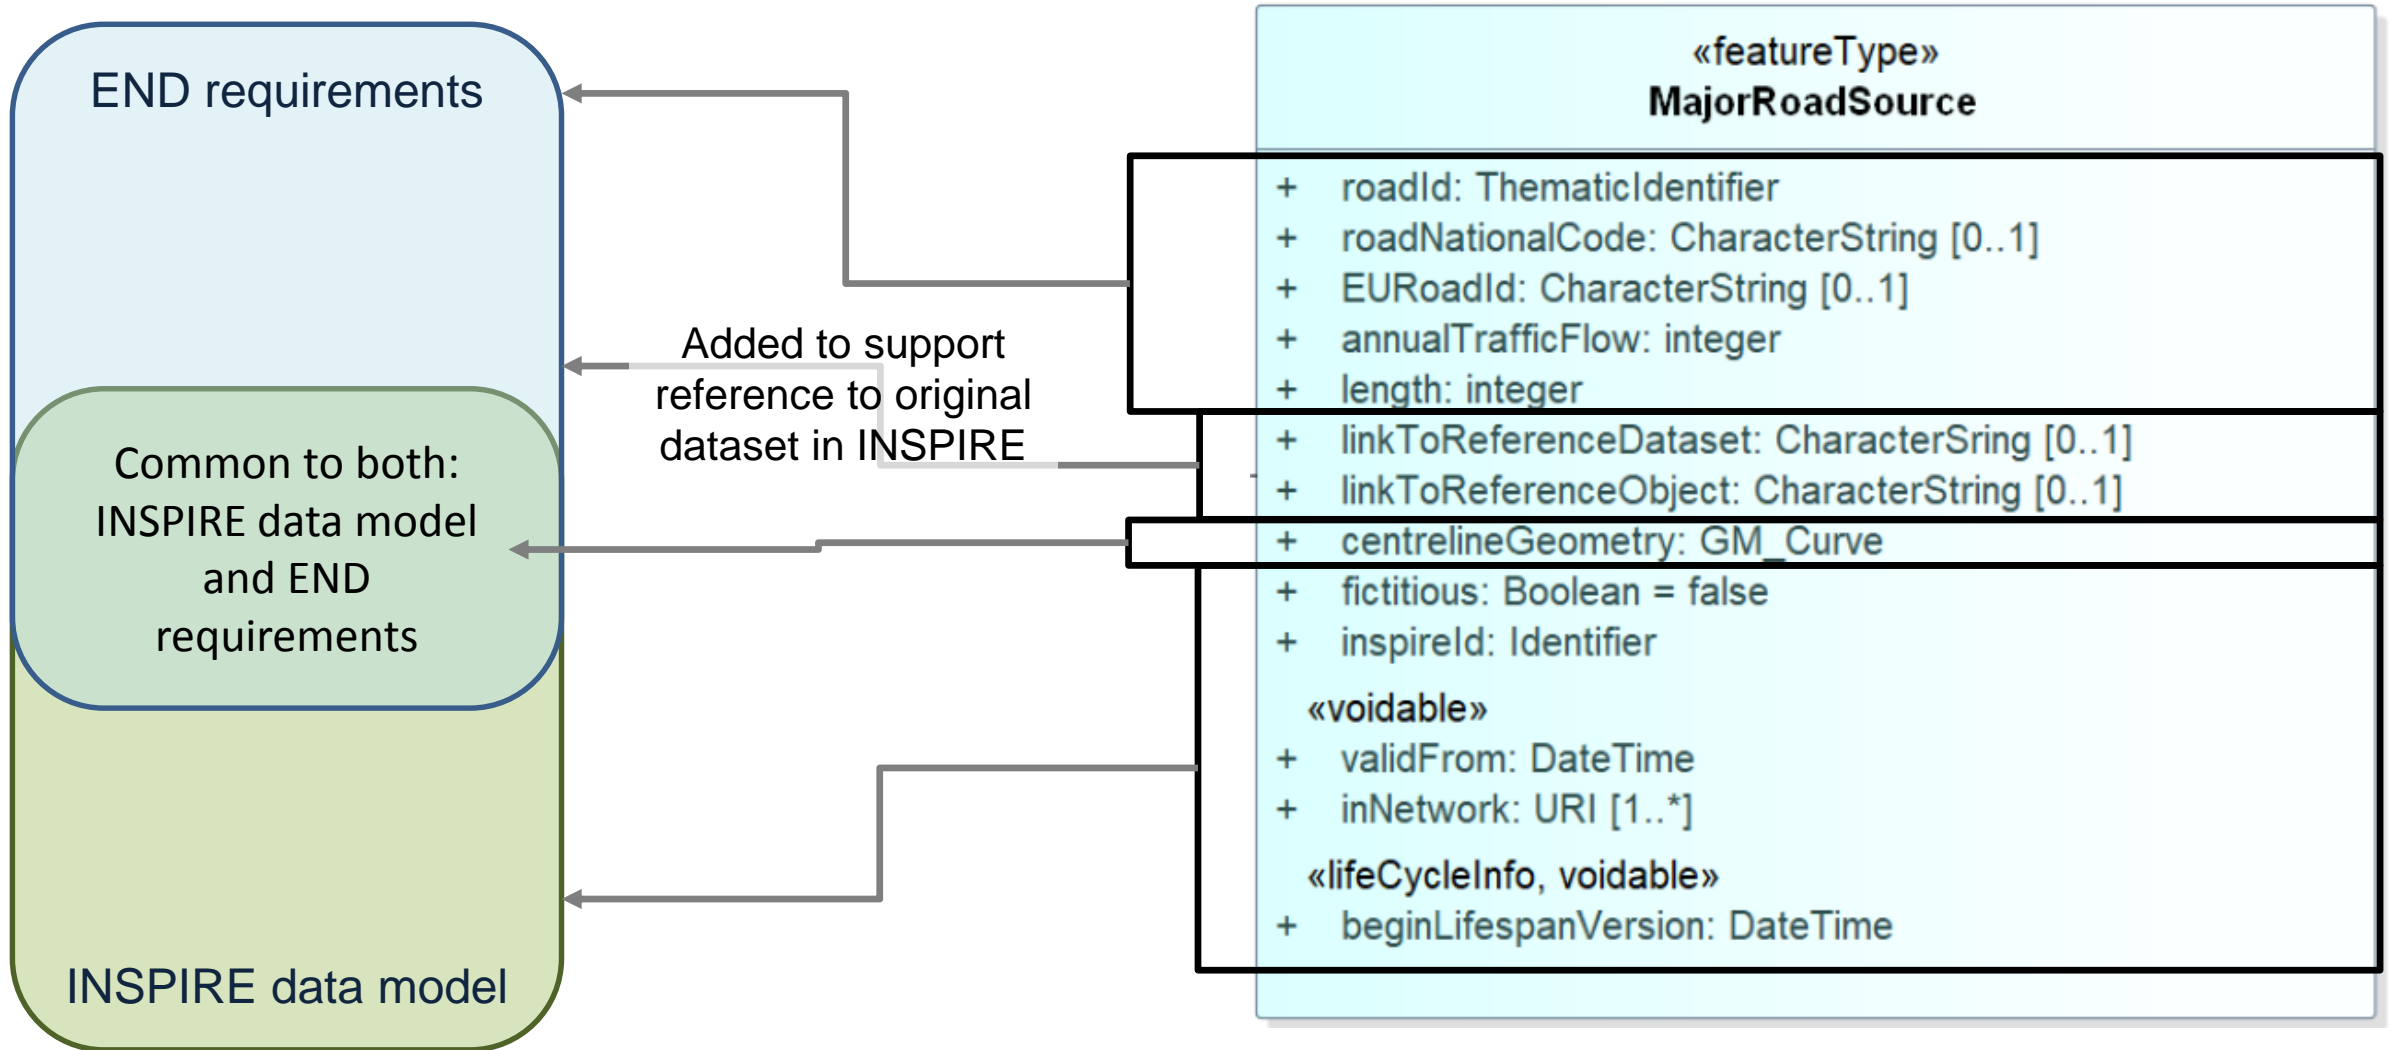 END requirements
Common to both:
INSPIRE data model
and END
requirements
INSPIRE data model
Added to support
reference to original
dataset in INSPIRE
«featureType»
MajorRoadSource
+ roadId: ThematicIdentifier
+ roadNationalCode: CharacterString [0..1]
+ EURoadId: CharacterString [0..1]
+ annualTrafficFlow: integer
+ length: integer
+ linkToReferenceDataset: CharacterSring [0..1]
+ linkToReferenceObject: CharacterString [0..1]
+ centrelineGeometry: GM_Curve
+ fictitious: Boolean = false
+ inspireId: Identifier
«voidable»
+ validFrom: DateTime
+ inNetwork: URI [1..*]
«lifeCycleInfo, voidable»
+ beginLifespanVersion: DateTime